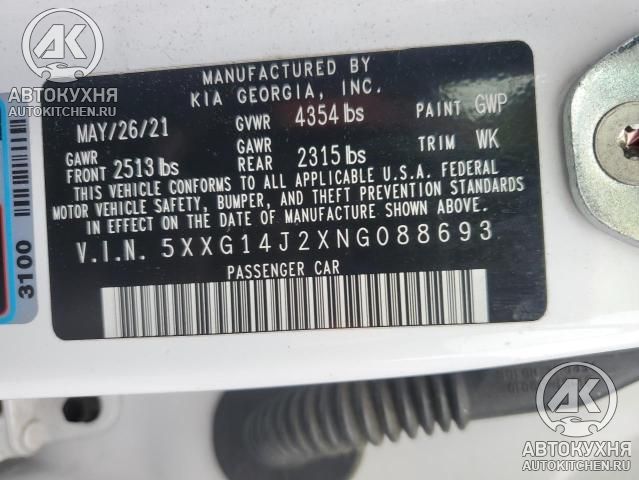 AK
АВТОКУХНЯ
AUTOKITCHEN.RU
3100
MANUFACTURED BY
KIA GEORGIA, INC.
MAY/26/21 GVWR 4354 lbs PAINT GWP
GAWR FRONT 2513 lbs GAWR REAR 2315 lbs TRIM WK
THIS VEHICLE CONFORMS TO ALL APPLICABLE U.S.A. FEDERAL
MOTOR VEHICLE SAFETY, BUMPER, AND THEFT PREVENTION STANDARDS
IN EFFECT ON THE DATE OF MANUFACTURE SHOWN ABOVE.
V.I.N. 5XXG14J2XNG088693
PASSENGER CAR
AK
АВТОКУХНЯ
AUTOKITCHEN.RU